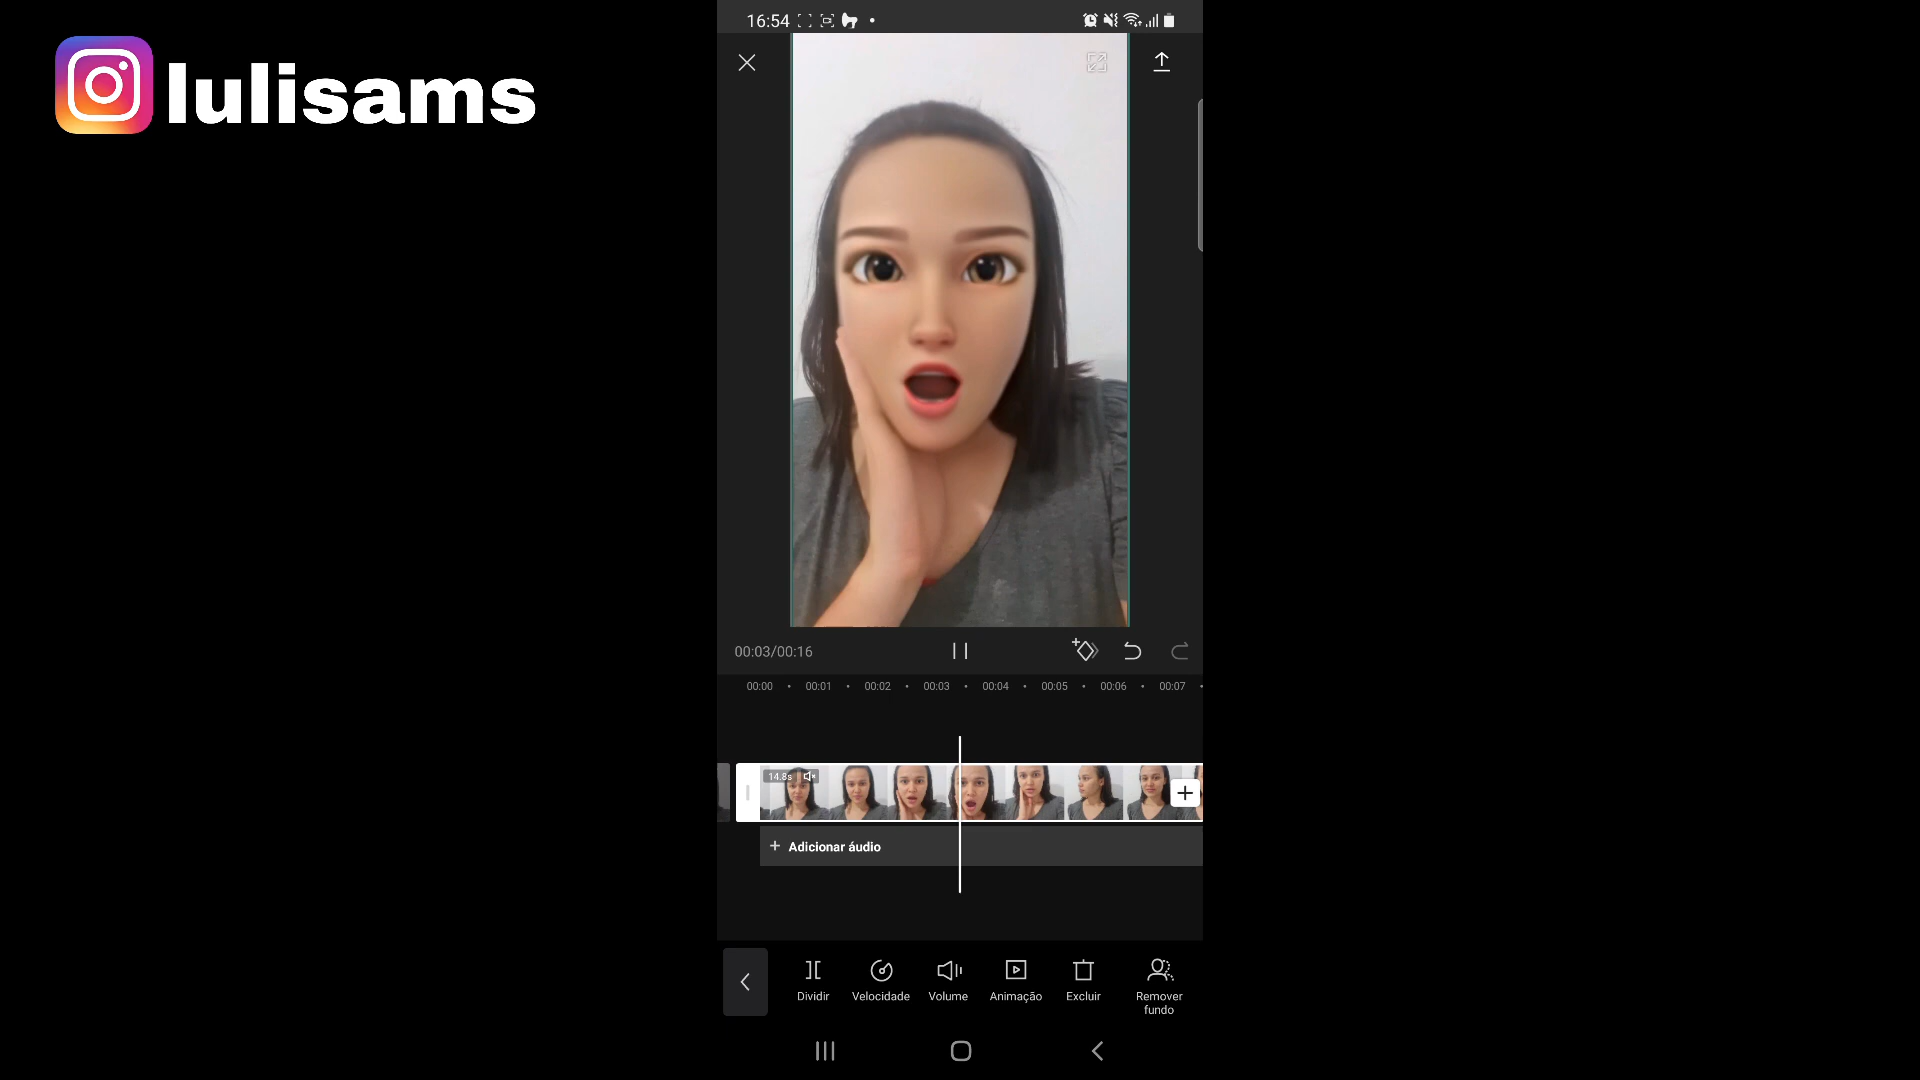 lulisams
16:54
00:03/00:16
00:00 00:01 00:02 00:03 00:04 00:05 00:06 00:07
14.8s
+ Adicionar áudio
Dividir Velocidade Volume Animação Excluir Remover fundo